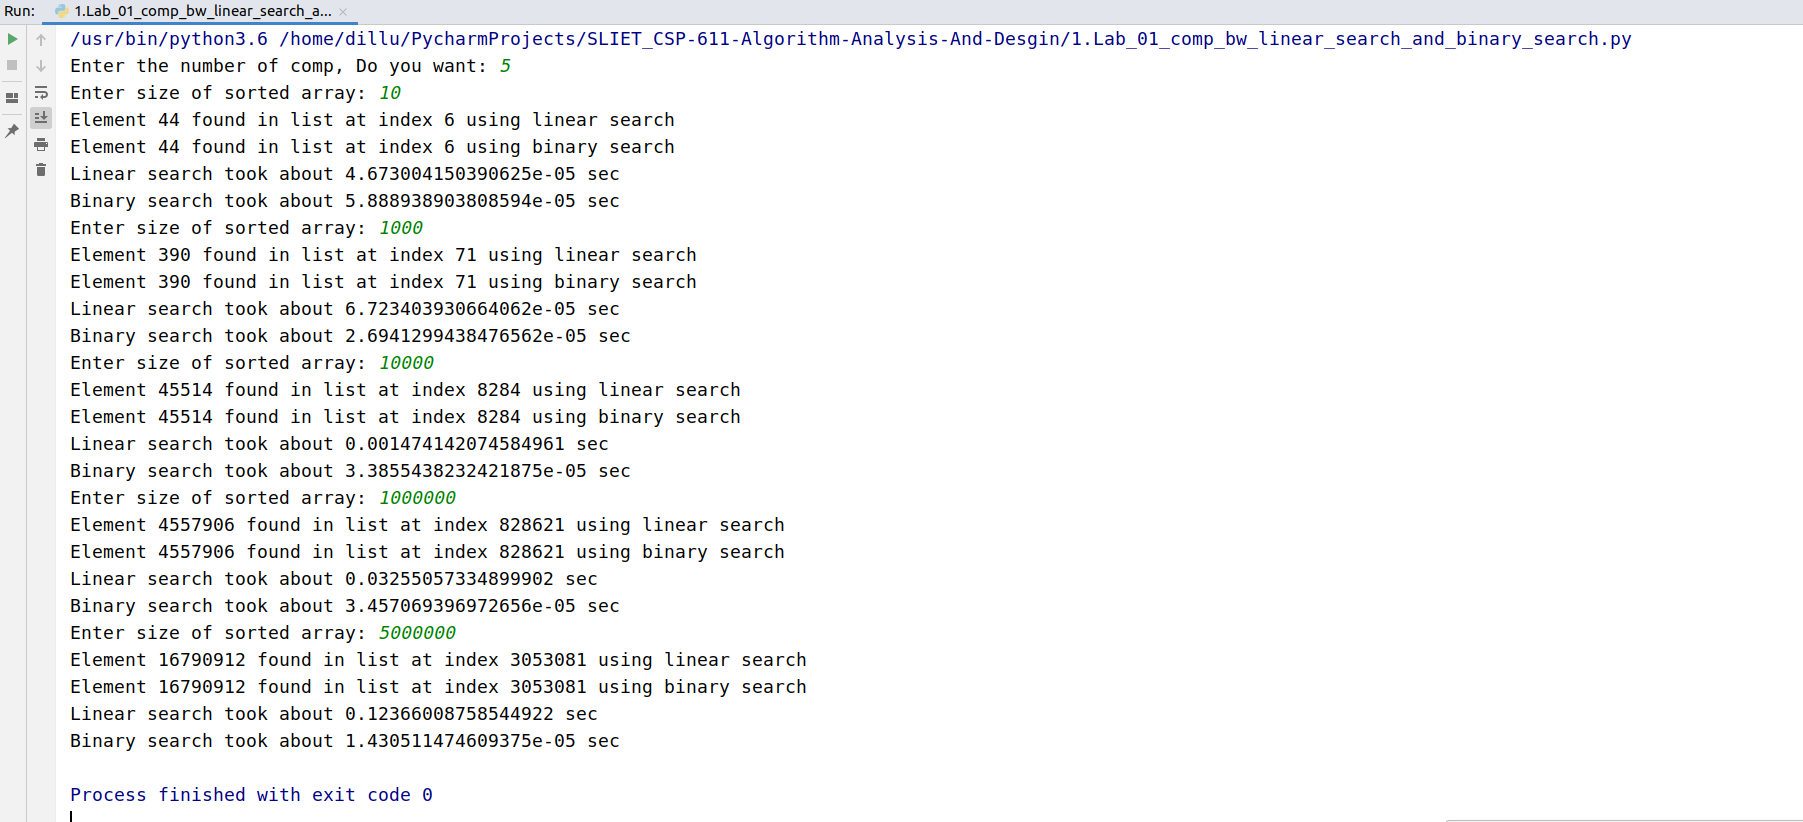 Run: 1.Lab_01_comp_bw_linear_search_a...
/usr/bin/python3.6 /home/dillu/PycharmProjects/SLIET_CSP-611-Algorithm-Analysis-And-Desgin/1.Lab_01_comp_bw_linear_search_and_binary_search.py
Enter the number of comp, Do you want: 5
Enter size of sorted array: 10
Element 44 found in list at index 6 using linear search
Element 44 found in list at index 6 using binary search
Linear search took about 4.673004150390625e-05 sec
Binary search took about 5.888938903808594e-05 sec
Enter size of sorted array: 1000
Element 390 found in list at index 71 using linear search
Element 390 found in list at index 71 using binary search
Linear search took about 6.723403930664062e-05 sec
Binary search took about 2.6941299438476562e-05 sec
Enter size of sorted array: 10000
Element 45514 found in list at index 8284 using linear search
Element 45514 found in list at index 8284 using binary search
Linear search took about 0.001474142074584961 sec
Binary search took about 3.3855438232421875e-05 sec
Enter size of sorted array: 1000000
Element 4557906 found in list at index 828621 using linear search
Element 4557906 found in list at index 828621 using binary search
Linear search took about 0.03255057334899902 sec
Binary search took about 3.457069396972656e-05 sec
Enter size of sorted array: 5000000
Element 16790912 found in list at index 3053081 using linear search
Element 16790912 found in list at index 3053081 using binary search
Linear search took about 0.12366008758544922 sec
Binary search took about 1.430511474609375e-05 sec
Process finished with exit code 0